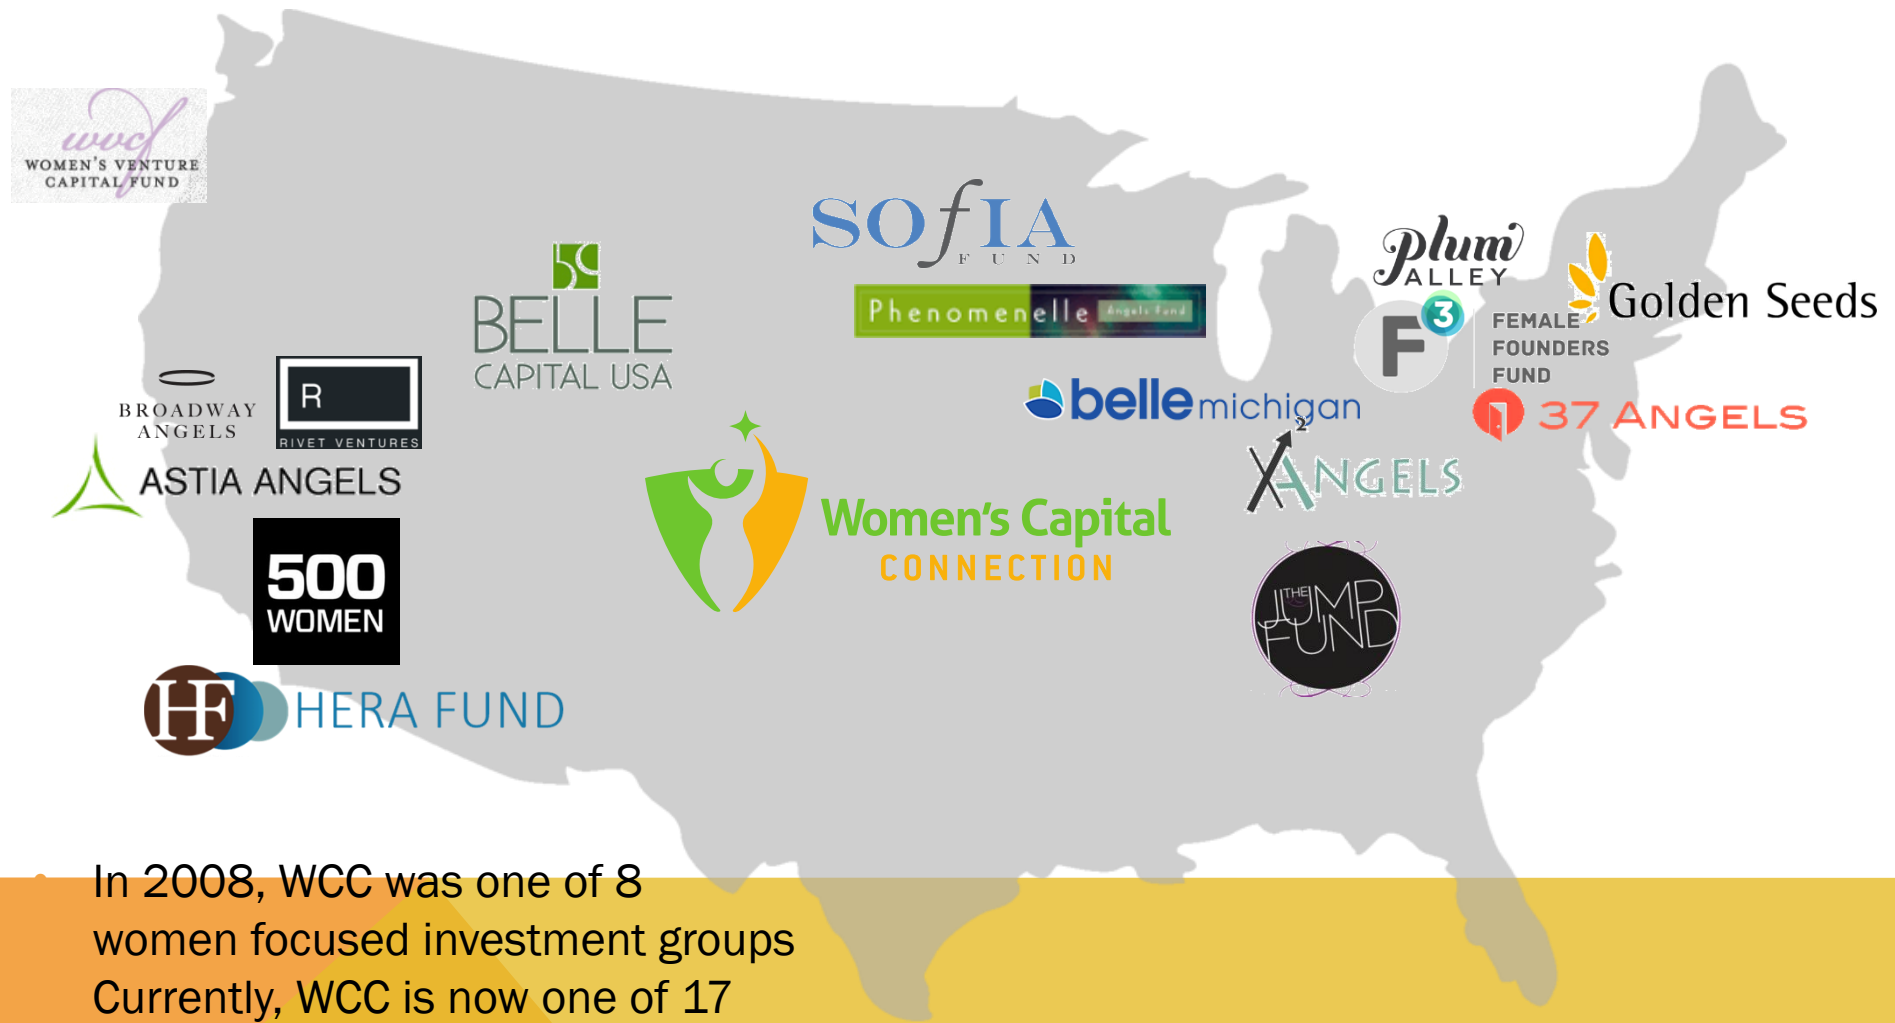 wvcf
WOMEN'S VENTURE
CAPITAL FUND
SOfIA
FUND
Phenomenelle Angels Fund
BELLE
CAPITAL USA
plum
ALLEY
Golden Seeds
F3
FEMALE
FOUNDERS
FUND
BROADWAY
ANGELS
R
RIVET VENTURES
belle michigan
37 ANGELS
ASTIA ANGELS
X2 ANGELS
Women's Capital
CONNECTION
500
WOMEN
THE
JUMP
FUND
HF HERA FUND
• In 2008, WCC was one of 8
women focused investment groups
Currently, WCC is now one of 17